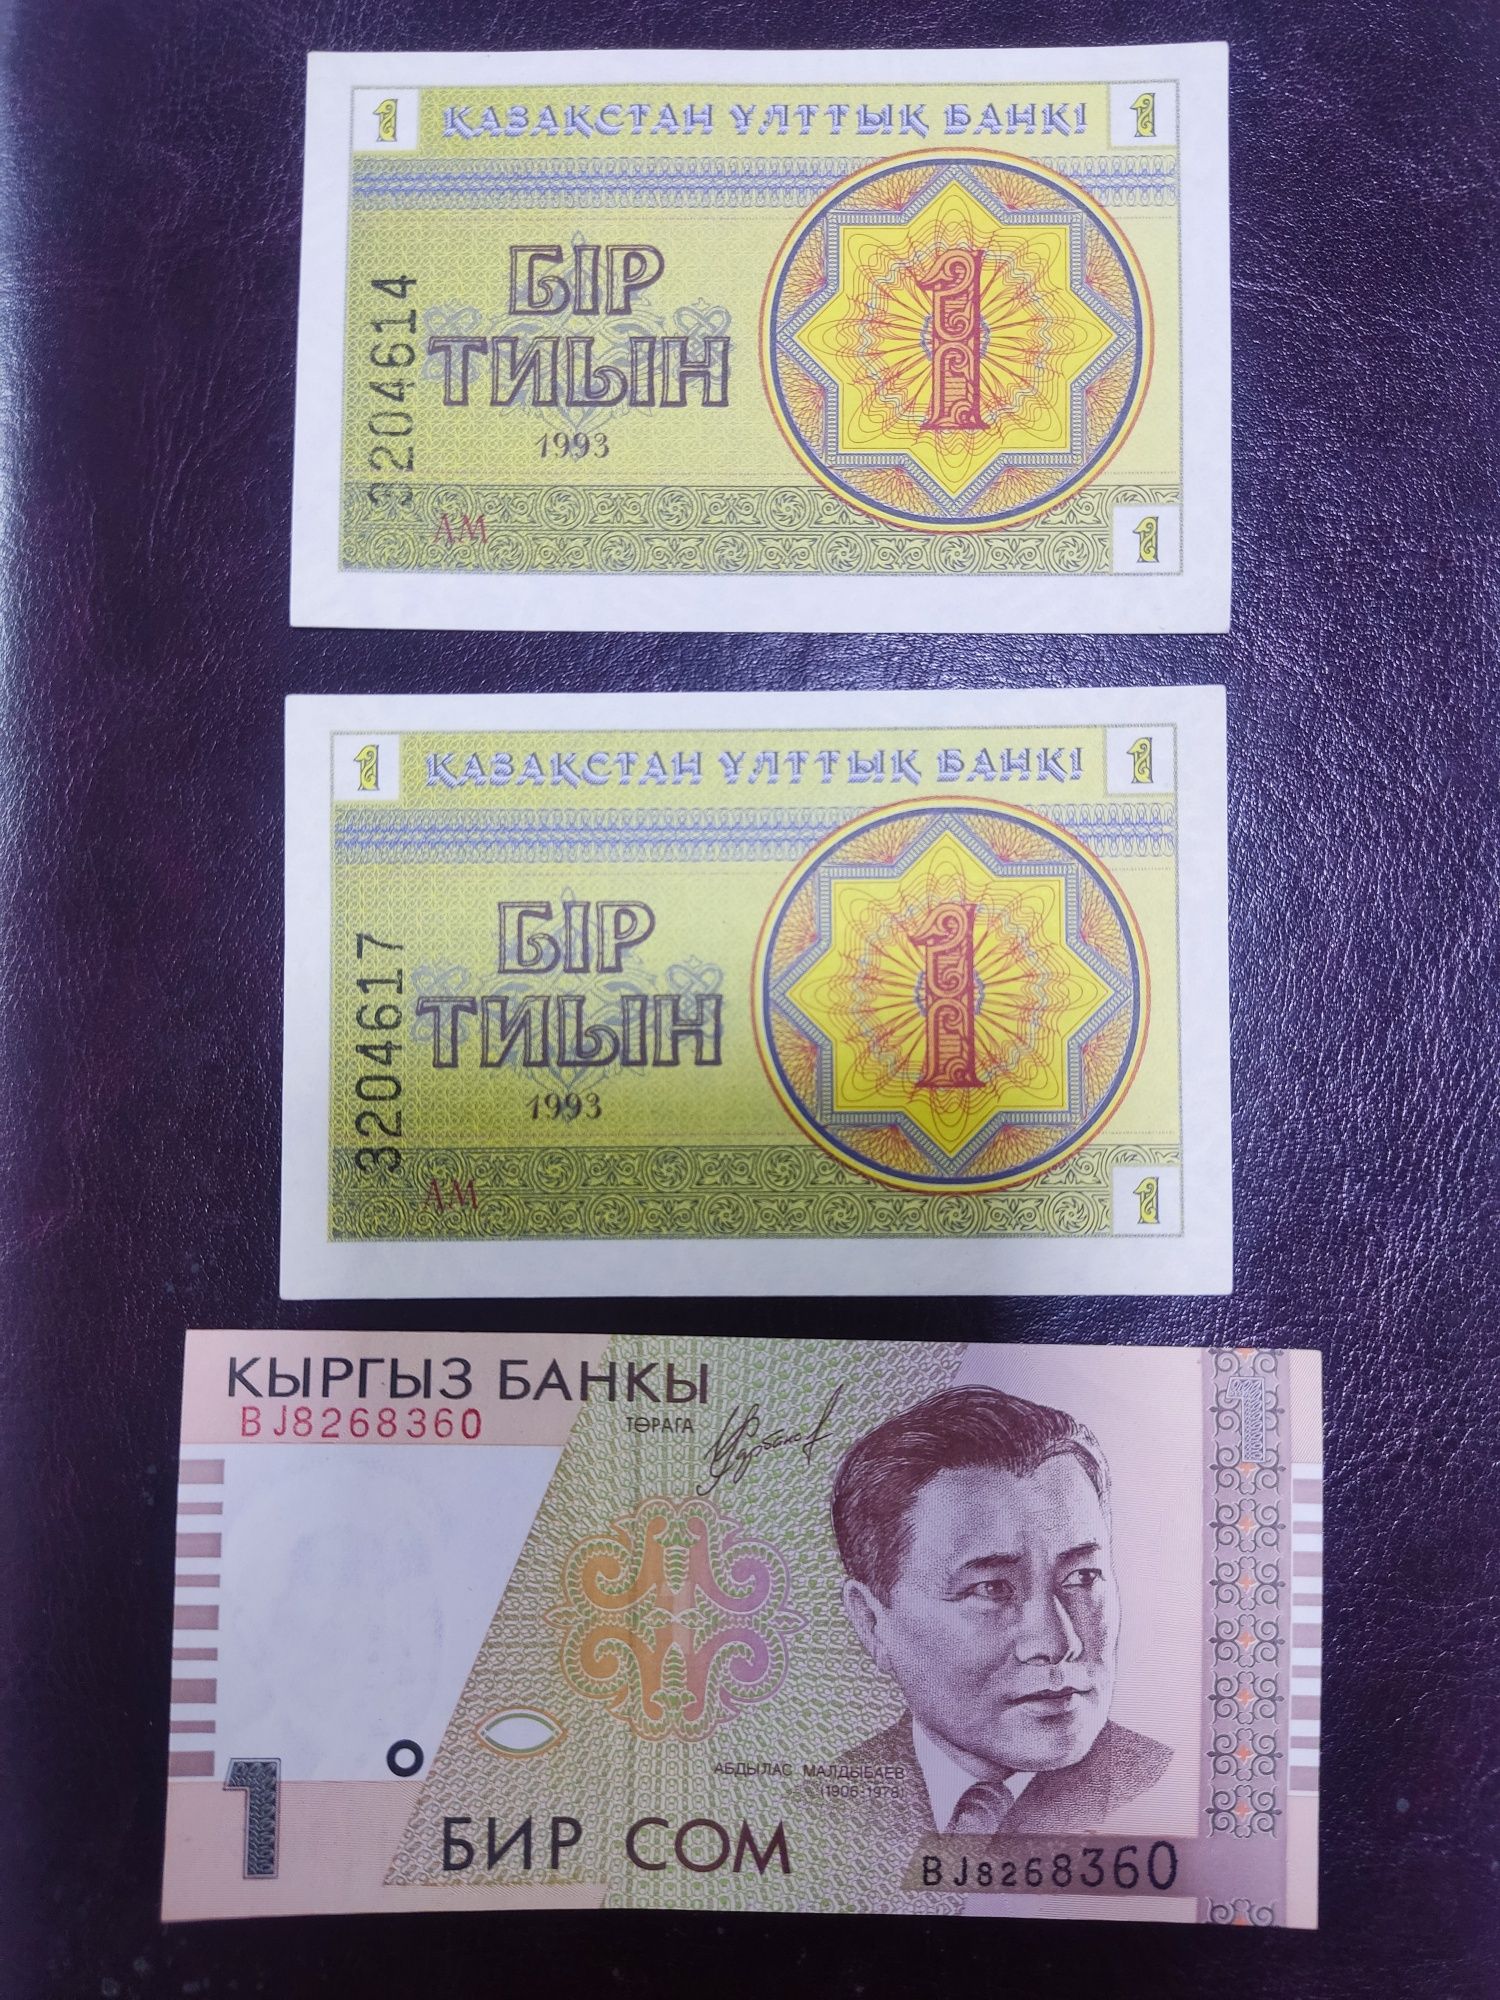 1 ҚАЗАҚСТАН ҰЛТТЫҚ БАНКІ 1
БІР
ТИЫН
1993
1
3204614
АМ
1
1 ҚАЗАҚСТАН ҰЛТТЫҚ БАНКІ 1
БІР
ТИЫН
1993
1
3204617
АМ
1
КЫРГЫЗ БАНКЫ
BJ8268360
ТӨРАГА
1
АБДЫЛАС МАЛДЫБАЕВ
(1906-1978)
1
БИР СОМ
BJ8268360